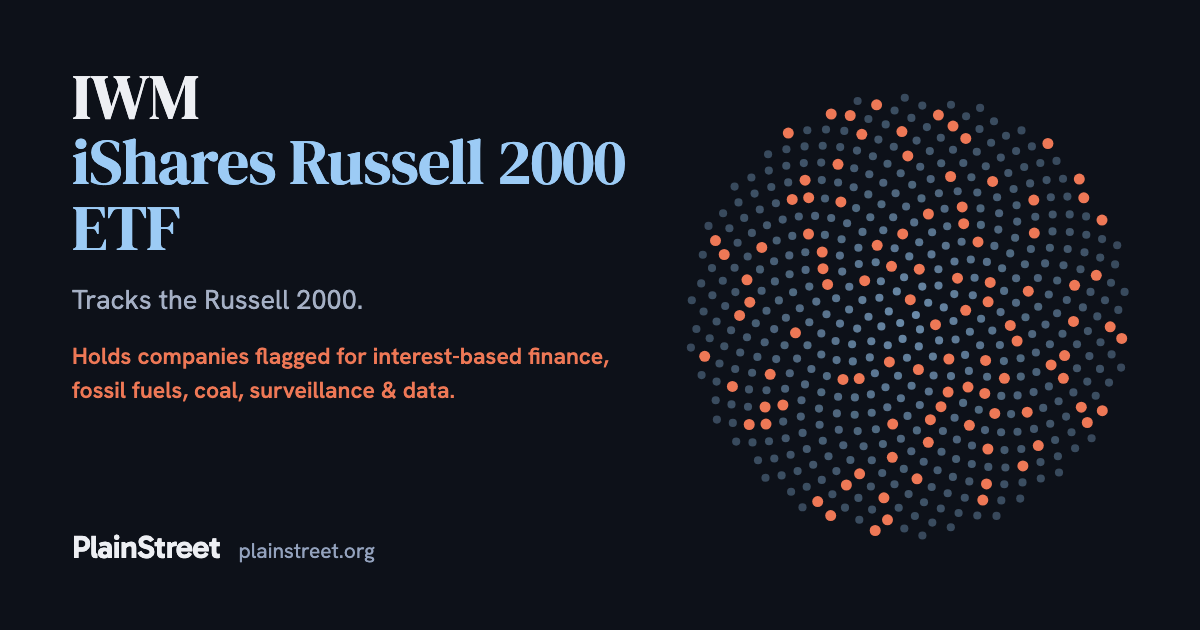 IWM
iShares Russell 2000
ETF
Tracks the Russell 2000.
Holds companies flagged for interest-based finance,
fossil fuels, coal, surveillance & data.
PlainStreet plainstreet.org